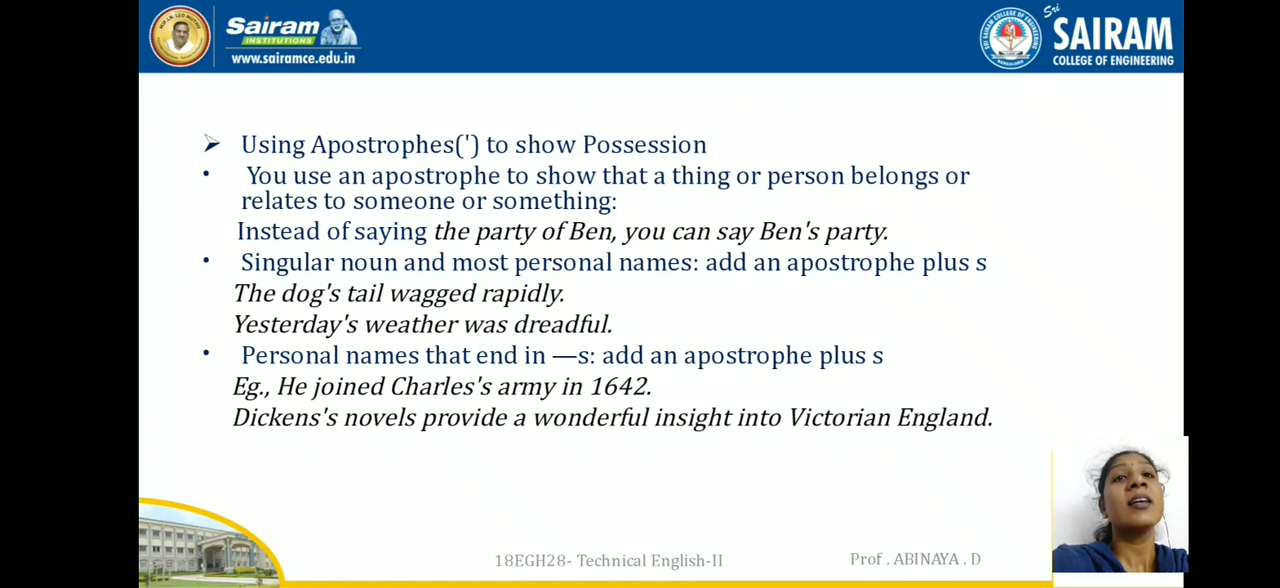 Sairam
INSTITUTIONS
www.sairamce.edu.in
Sri
SAIRAM
COLLEGE OF ENGINEERING
➢ Using Apostrophes(') to show Possession
• You use an apostrophe to show that a thing or person belongs or
relates to someone or something:
Instead of saying the party of Ben, you can say Ben's party.
• Singular noun and most personal names: add an apostrophe plus s
The dog's tail wagged rapidly.
Yesterday's weather was dreadful.
• Personal names that end in —s: add an apostrophe plus s
Eg., He joined Charles's army in 1642.
Dickens's novels provide a wonderful insight into Victorian England.
18EGH28- Technical English-II
Prof . ABINAYA . D